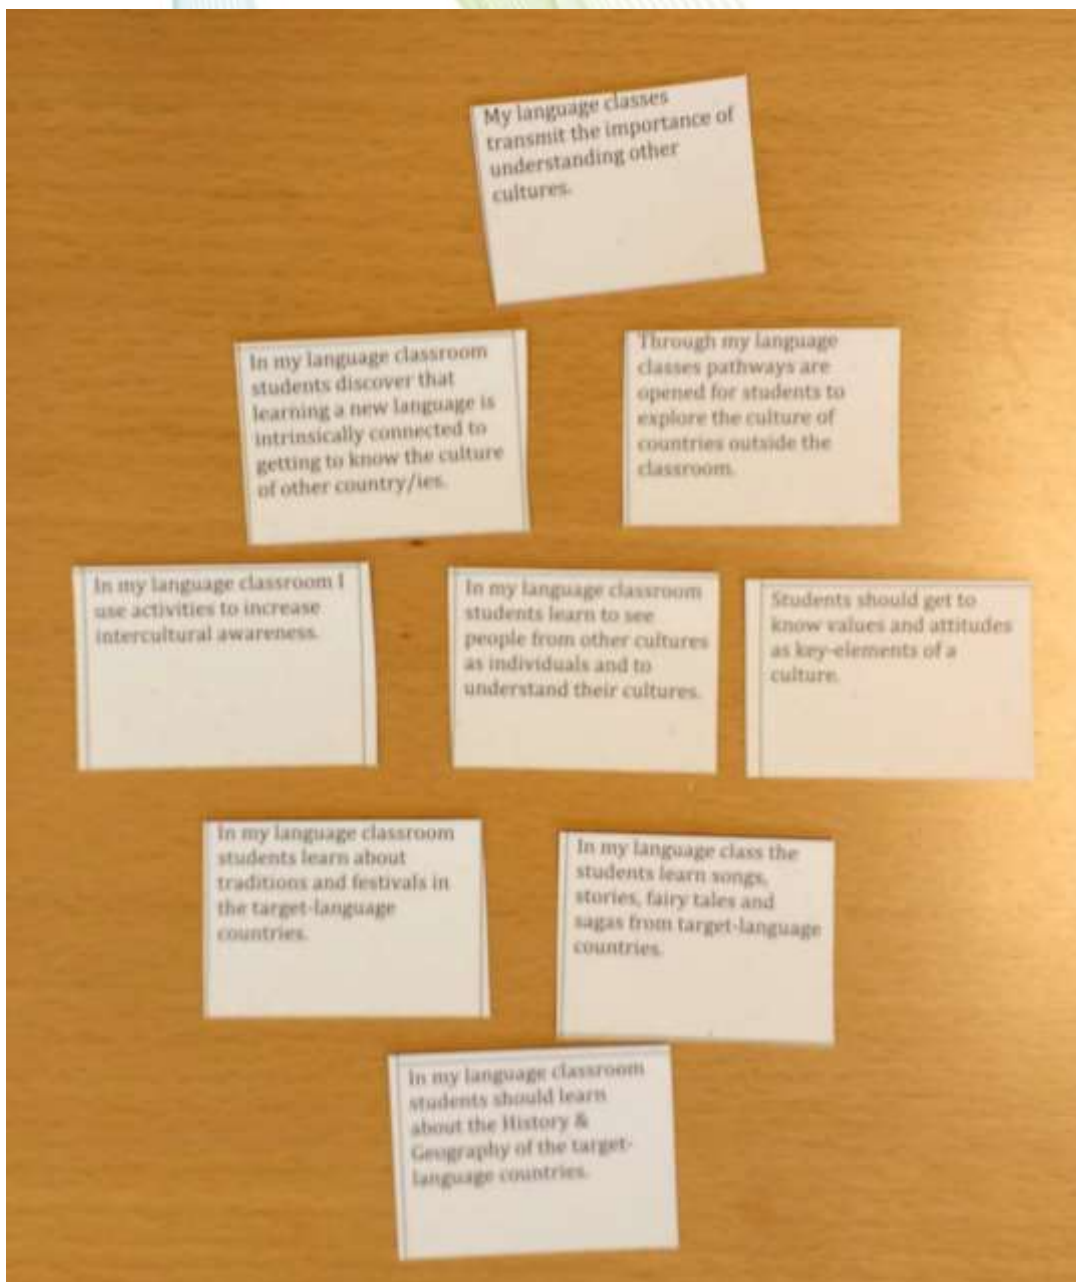 My language classes
transmit the importance of
understanding other
cultures.
In my language classroom
students discover that
learning a new language is
intrinsically connected to
getting to know the culture
of other country/ies.
Through my language
classes pathways are
opened for students to
explore the culture of
countries outside the
classroom.
In my language classroom I
use activities to increase
intercultural awareness.
In my language classroom
students learn to see
people from other cultures
as individuals and to
understand their cultures.
Students should get to
know values and attitudes
as key-elements of a
culture.
In my language classroom
students learn about
traditions and festivals in
the target-language
countries.
In my language class the
students learn songs,
stories, fairy tales and
sagas from target-language
countries.
In my language classroom
students should learn
about the History &
Geography of the target-
language countries.